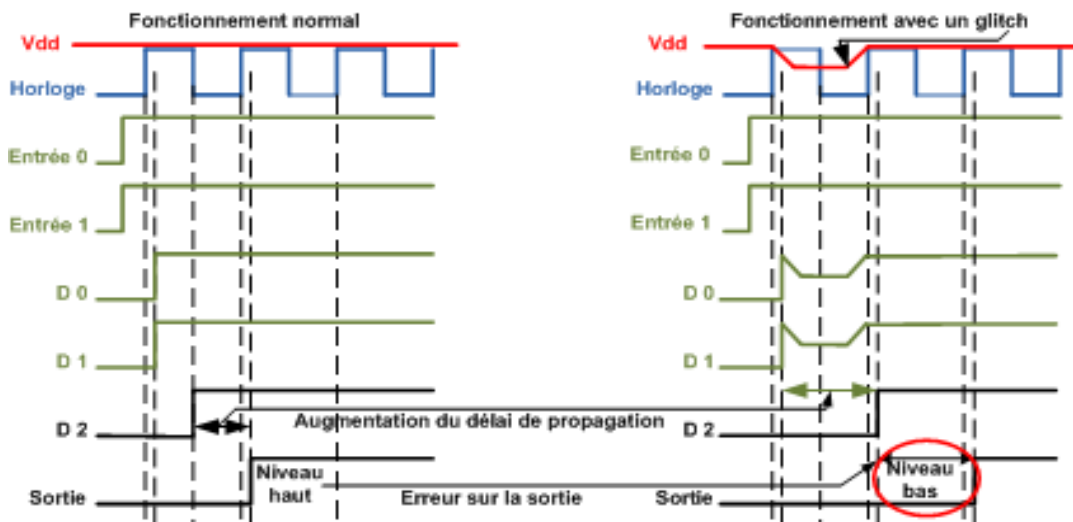 Fonctionnement normal
Vdd
Horloge
Entrée 0
Entrée 1
D 0
D 1
D 2
Sortie
Niveau
haut
Fonctionnement avec un glitch
Vdd
Horloge
Entrée 0
Entrée 1
D 0
D 1
Augmentation du délai de propagation
D 2
Erreur sur la sortie
Sortie
Niveau
bas